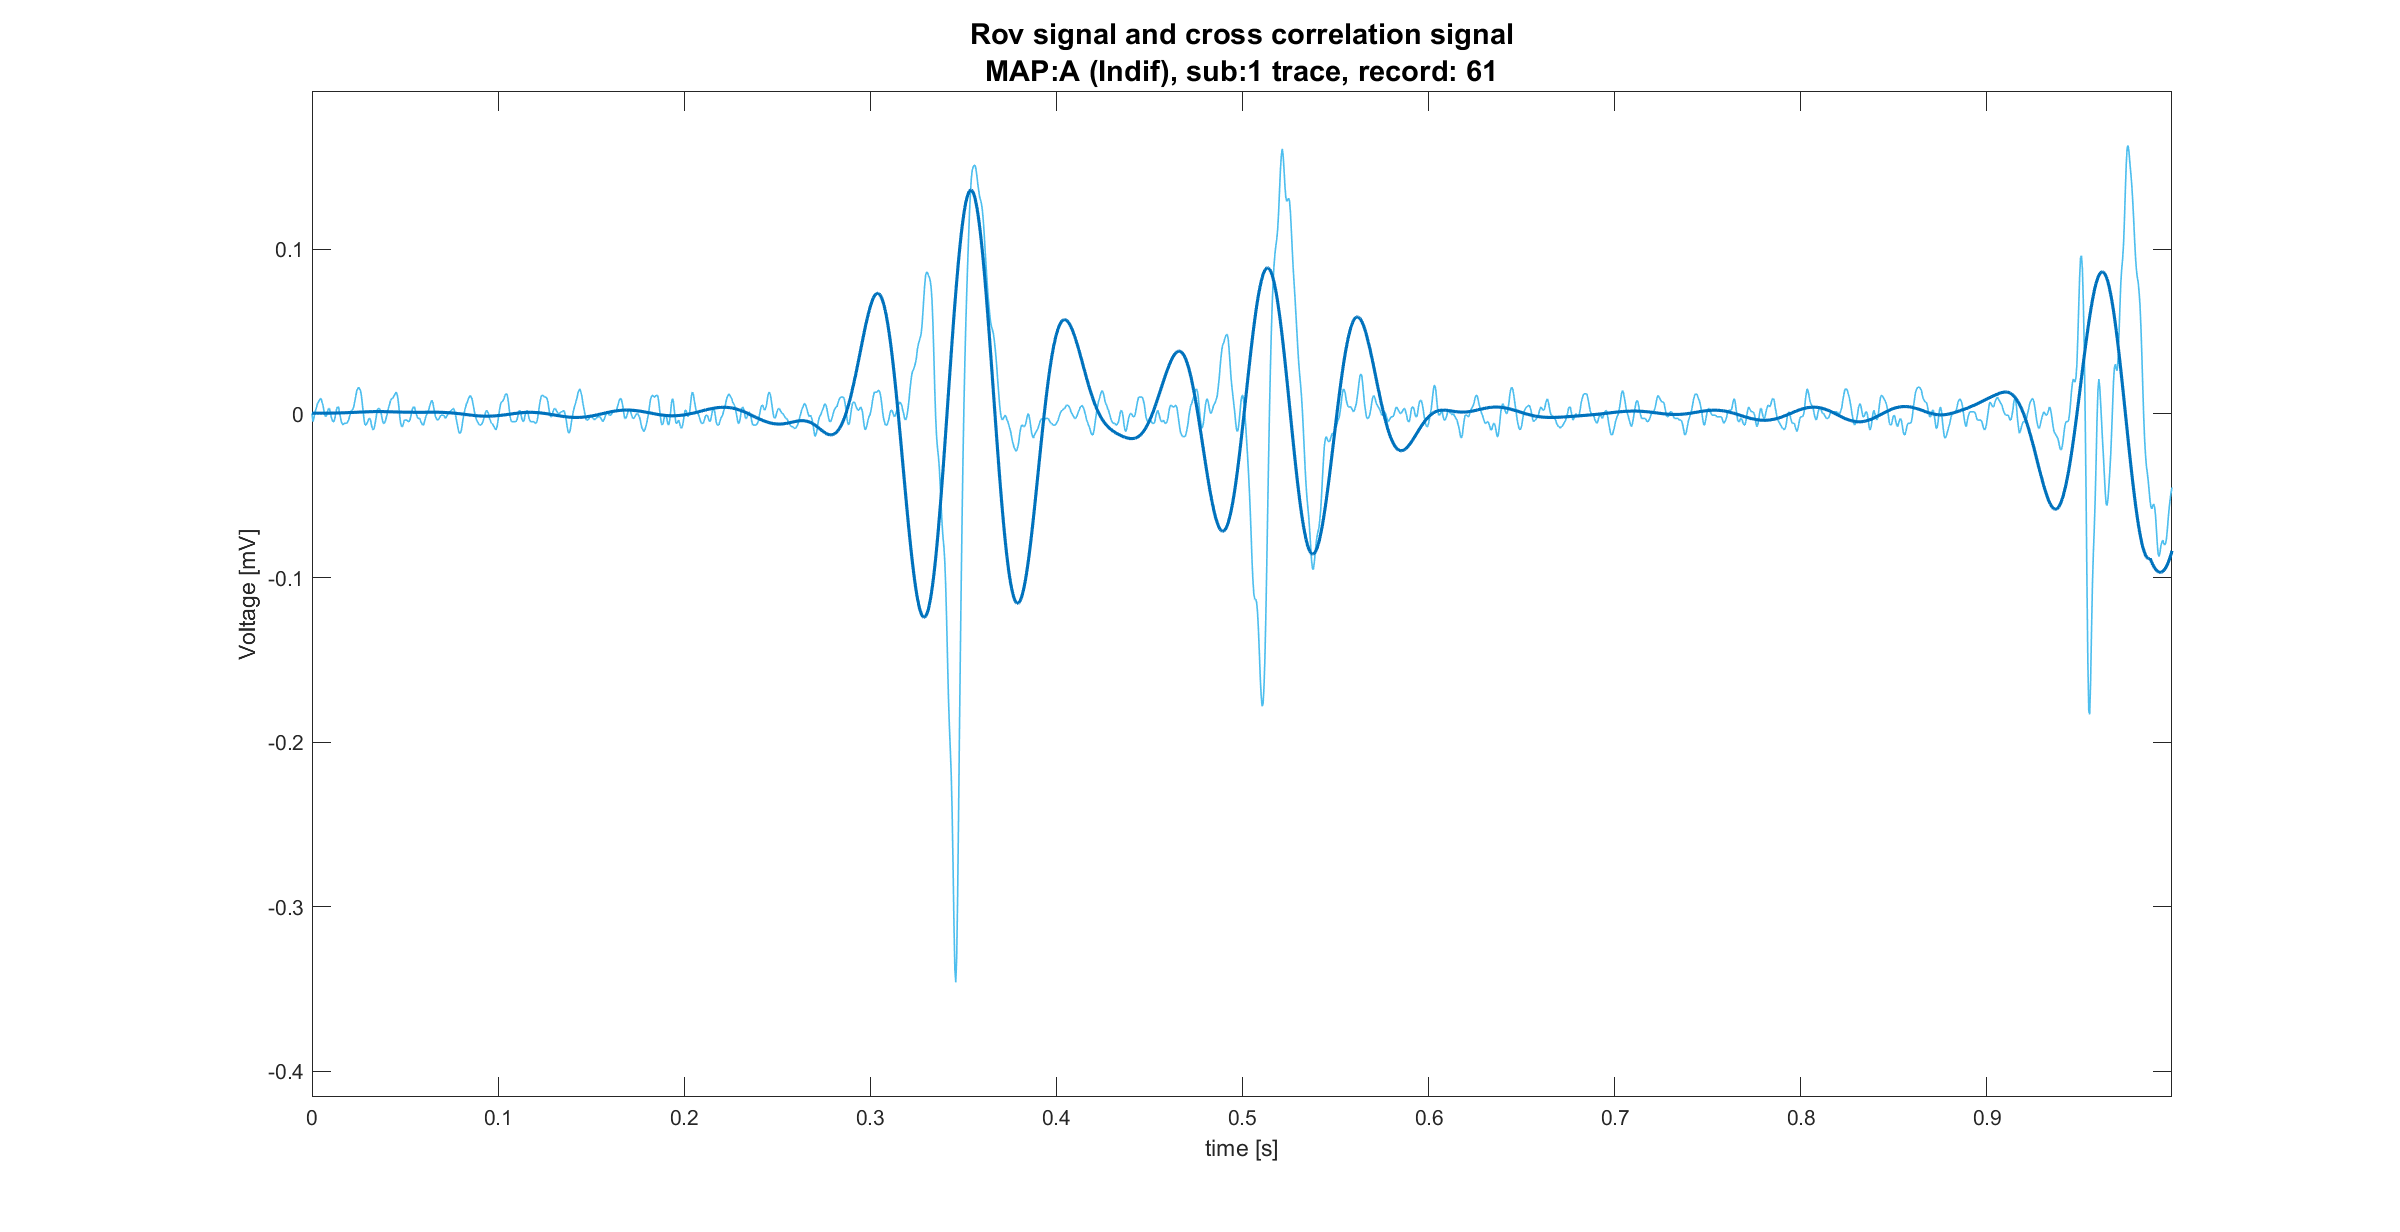 Rov signal and cross correlation signal
MAP:A (Indif), sub:1 trace, record: 61
Voltage [mV]
0.1
0
-0.1
-0.2
-0.3
-0.4
0 0.1 0.2 0.3 0.4 0.5 0.6 0.7 0.8 0.9
time [s]